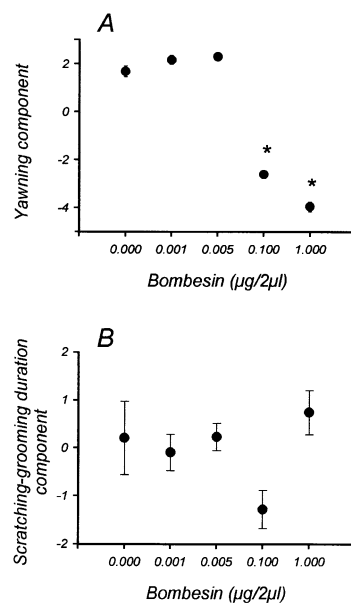 A
Yawning component
2
0
-2
-4
*
*
0.000 0.001 0.005 0.100 1.000
Bombesin (µg/2µl)
B
Scratching-grooming duration
component
2
1
0
-1
-2
0.000 0.001 0.005 0.100 1.000
Bombesin (µg/2µl)